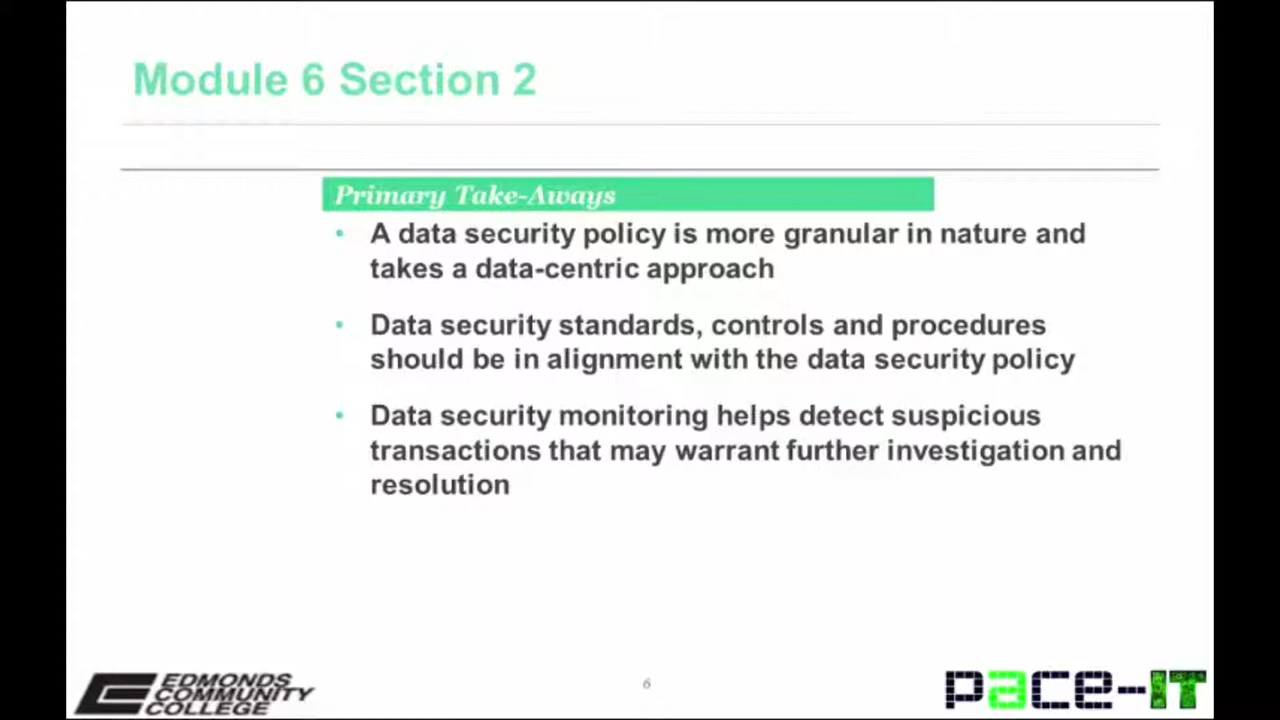 Module 6 Section 2
Primary Take-Aways
• A data security policy is more granular in nature and
takes a data-centric approach
• Data security standards, controls and procedures
should be in alignment with the data security policy
• Data security monitoring helps detect suspicious
transactions that may warrant further investigation and
resolution
EDMONDS
COMMUNITY
COLLEGE
6
pace-IT